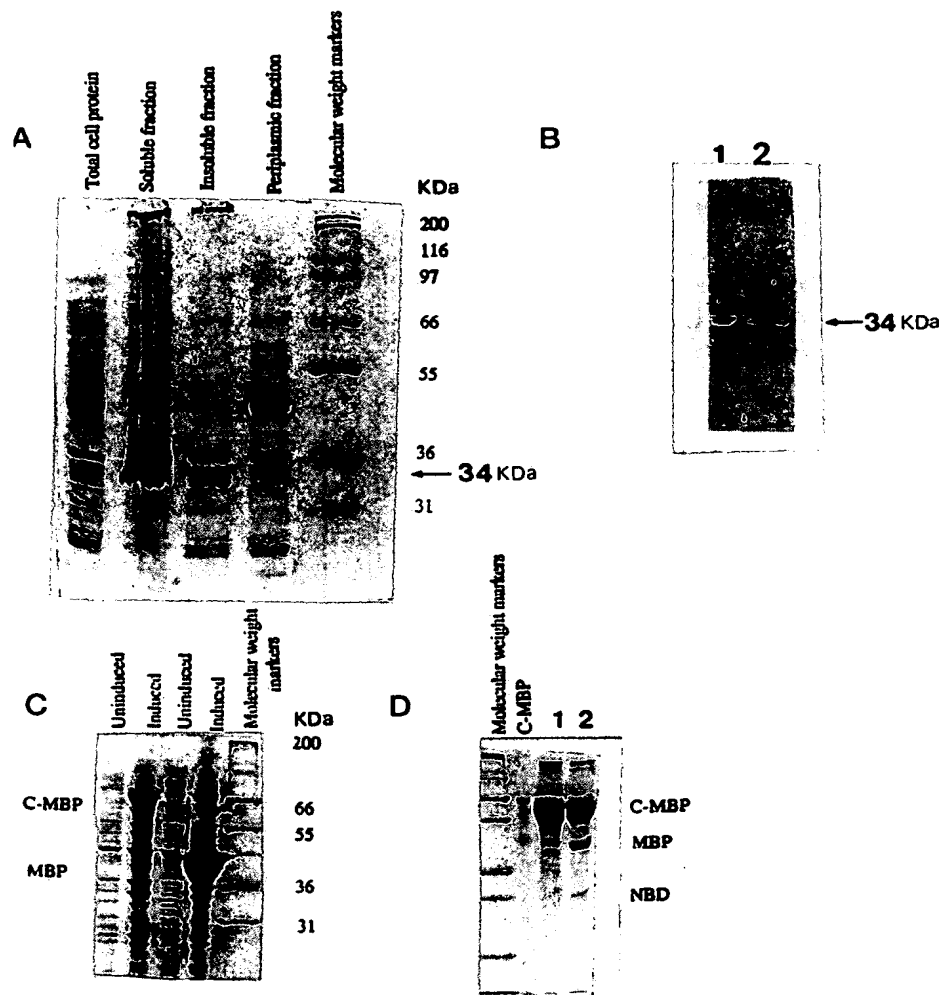 A
Total cell protein
Soluble fraction
Insoluble fraction
Periplasmic fraction
Molecular weight markers
KDa
200
116
97
66
55
36
34 KDa
31
B
1 2
34 KDa
C
Uninduced
Induced
Uninduced
Induced
Molecular weight
markers
KDa
200
66
55
36
31
C-MBP
MBP
D
Molecular weight markers
C-MBP
1 2
C-MBP
MBP
NBD